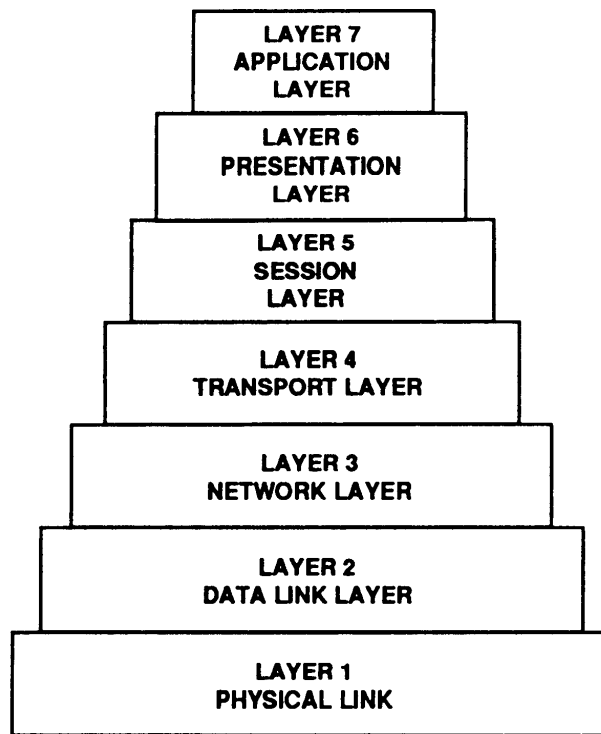 LAYER 7
APPLICATION
LAYER
LAYER 6
PRESENTATION
LAYER
LAYER 5
SESSION
LAYER
LAYER 4
TRANSPORT LAYER
LAYER 3
NETWORK LAYER
LAYER 2
DATA LINK LAYER
LAYER 1
PHYSICAL LINK